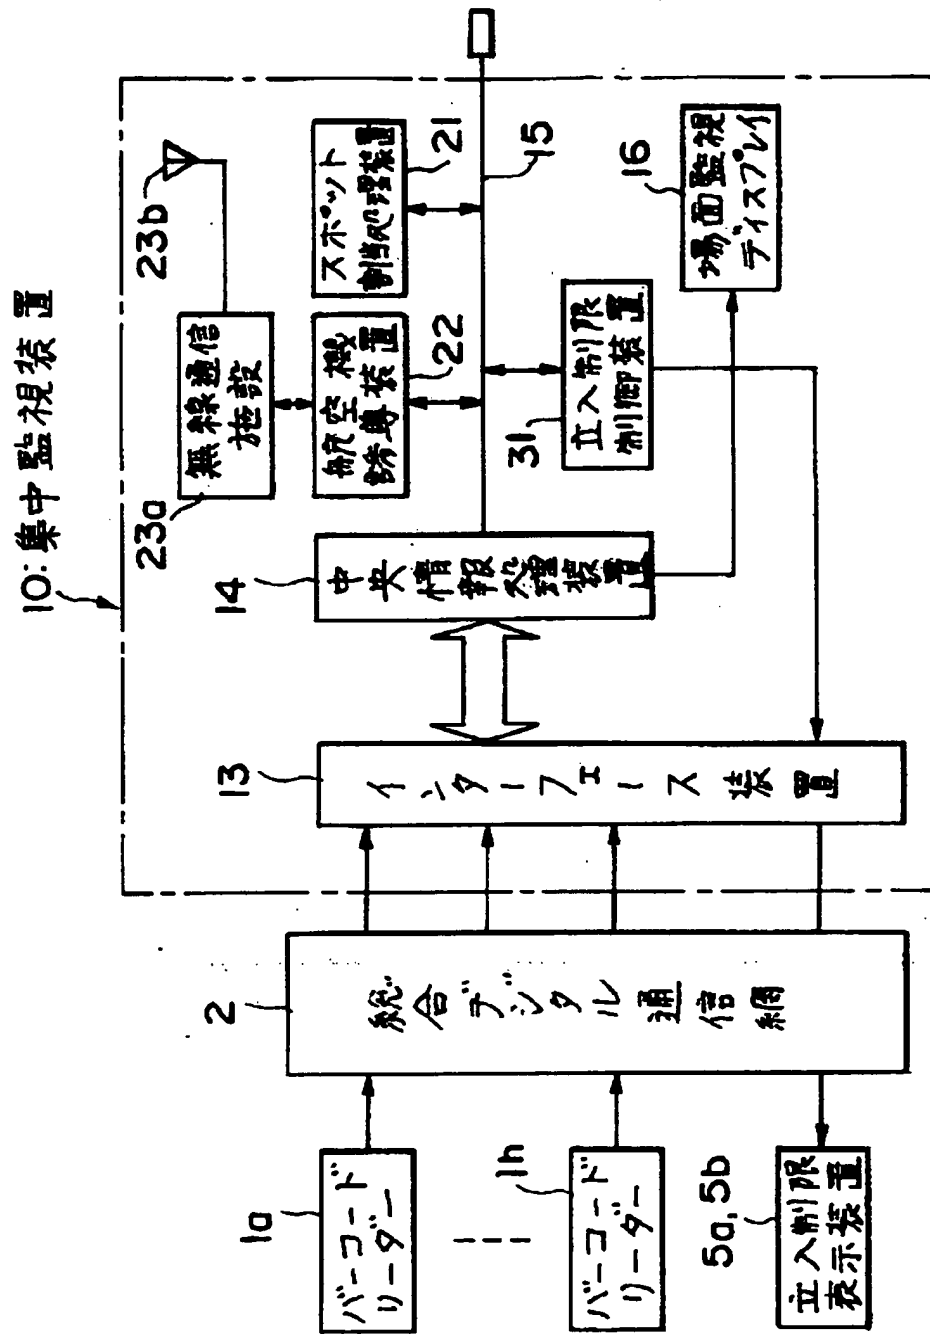 10:集中監視装置
23b
23a
無線通信
施設
スポット
割当処理装置
21
航空機
誘導装置
22
15
14
中央情報処理装置
31
立入制限
制御装置
16
場面監視
ディスプレイ
13
インターフェース装置
2
総合デジタル通信網
1a
バーコード
リーダー
1h
バーコード
リーダー
5a,5b
立入制限
表示装置